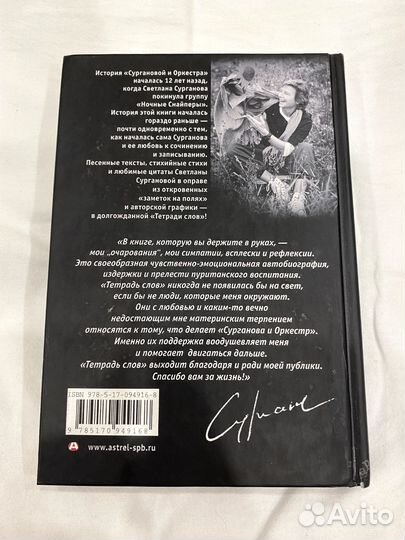 История «Сургановой и Оркестра»
началась 12 лет назад,
когда Светлана Сурганова
покинула группу
«Ночные Снайперы».
История этой книги началась
гораздо раньше —
почти одновременно с тем,
как началась сама Сурганова
и ее любовь к сочинению
и записыванию.
Песенные тексты, стихийные стихи
и любимые цитаты Светланы
Сургановой в оправе
из откровенных
«заметок на полях»
и авторской графики —
в долгожданной «Тетради слов»!
«В книге, которую вы держите в руках, —
мои „очарования", мои симпатии, всплески и рефлексии.
Это своеобразная чувственно-эмоциональная автобиография,
издержки и прелести пуританского воспитания.
«Тетрадь слов» никогда не появилась бы на свет,
если бы не люди, которые меня окружают.
Они с любовью и каким-то вечно
недостающим мне материнским терпением
относятся к тому, что делает «Сурганова и Оркестр».
Именно их поддержка воодушевляет меня
и помогает двигаться дальше.
«Тетрадь слов» выходит благодаря и ради моей публики.
Спасибо вам за жизнь!»
ISBN 978-5-17-094916-8
9 785170 949168
www.astrel-spb.ru
Avito